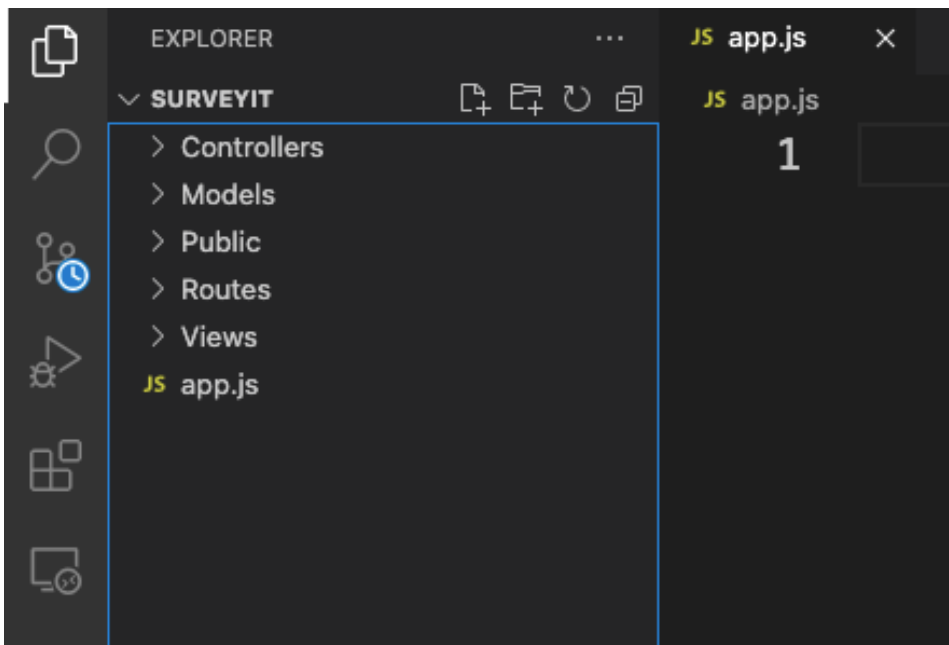 EXPLORER
SURVEYIT
Controllers
Models
Public
Routes
Views
JS app.js
JS app.js
JS app.js
1